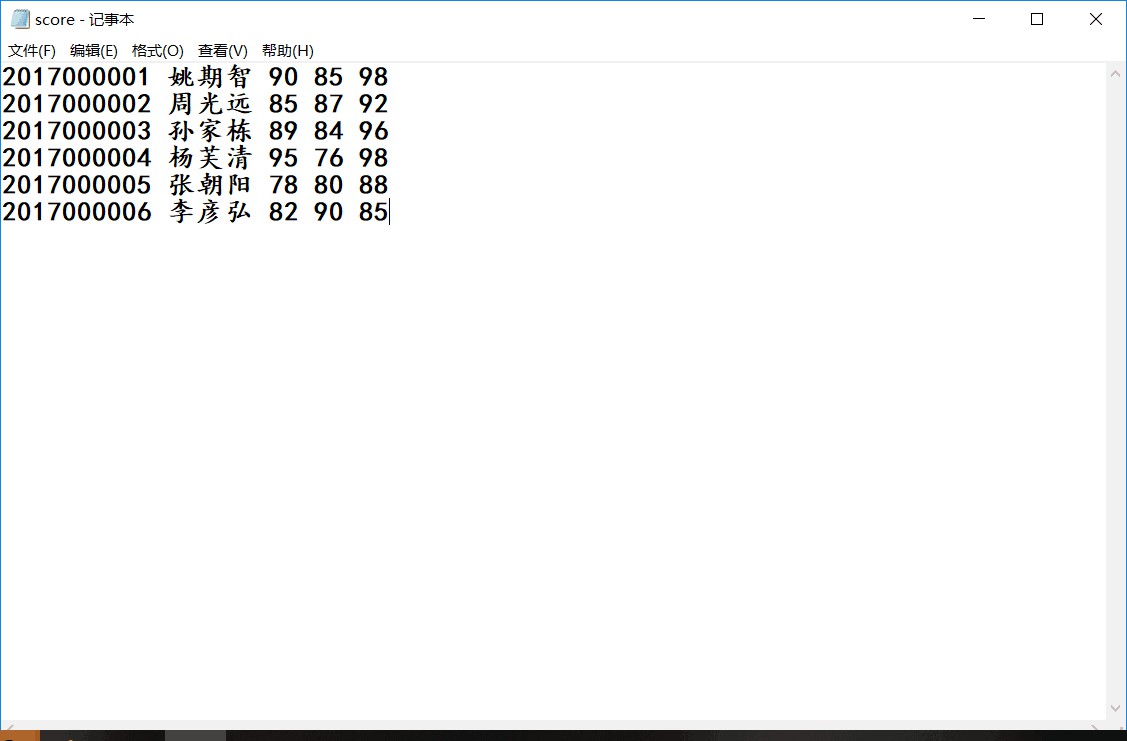 score - 记事本
文件(F) 编辑(E) 格式(O) 查看(V) 帮助(H)
2017000001 姚期智 90 85 98
2017000002 周光远 85 87 92
2017000003 孙家栋 89 84 96
2017000004 杨芙清 95 76 98
2017000005 张朝阳 78 80 88
2017000006 李彦弘 82 90 85